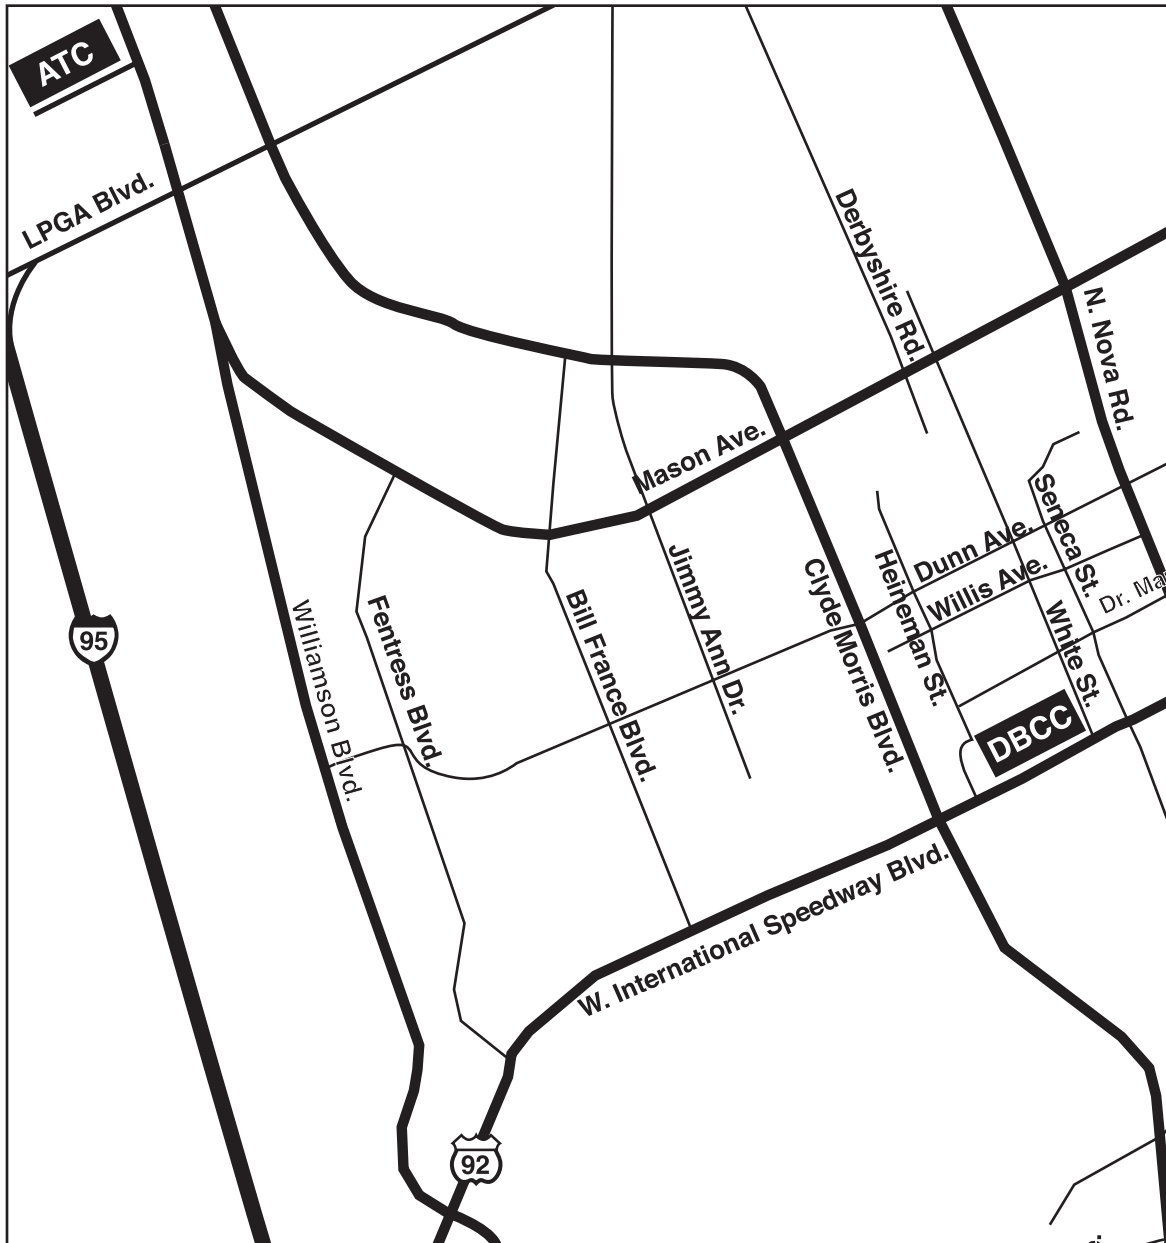 ATC
LPGA Blvd.
Derbyshire Rd.
N. Nova Rd.
Mason Ave.
Seneca St.
Dunn Ave.
Willis Ave.
Heineman St.
Jimmy Ann Dr.
Clyde Morris Blvd.
Dr.
Bill France Blvd.
Fentress Blvd.
Williamson Blvd.
White St.
95
DBCC
W. International Speedway Blvd.
92